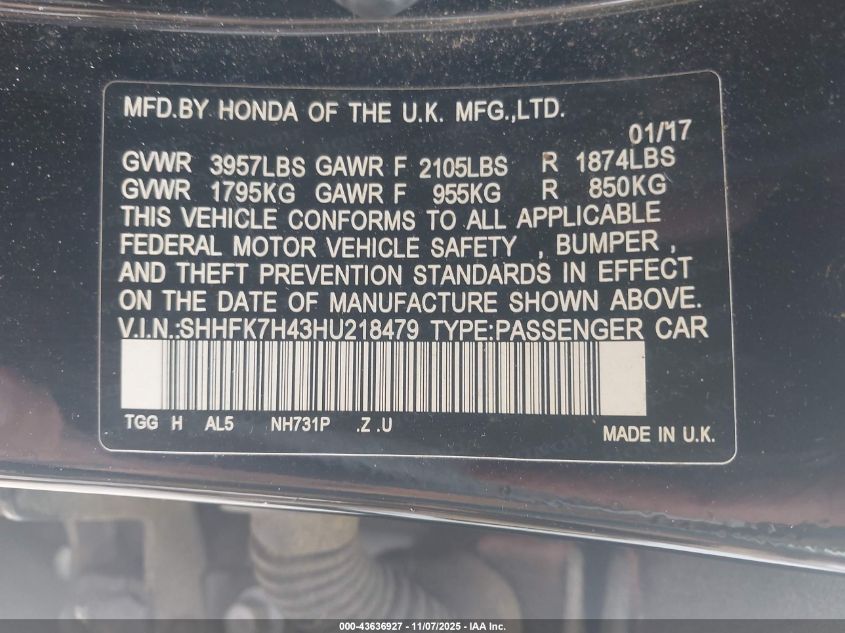 MFD.BY HONDA OF THE U.K. MFG.,LTD.
01/17
GVWR 3957LBS GAWR F 2105LBS R 1874LBS
GVWR 1795KG GAWR F 955KG R 850KG
THIS VEHICLE CONFORMS TO ALL APPLICABLE
FEDERAL MOTOR VEHICLE SAFETY , BUMPER ,
AND THEFT PREVENTION STANDARDS IN EFFECT
ON THE DATE OF MANUFACTURE SHOWN ABOVE.
V.I.N.:SHHFK7H43HU218479 TYPE:PASSENGER CAR
TGG H AL5 NH731P .Z .U
MADE IN U.K.
000-43636927 - 11/07/2025 - IAA Inc.